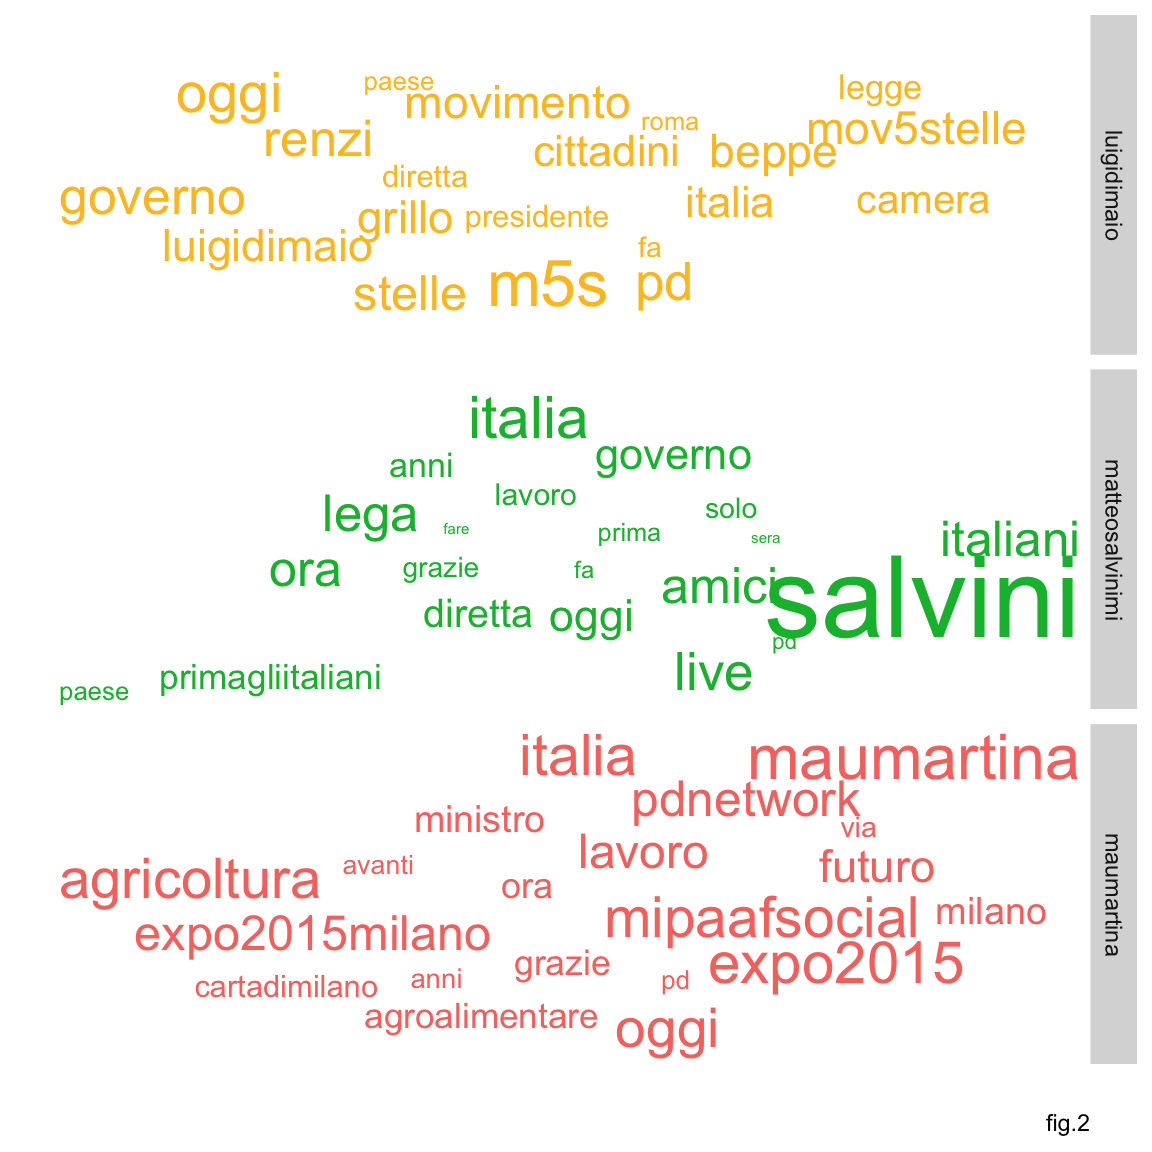 oggi
paese
movimento
legge
renzi
roma
mov5stelle
cittadini
beppe
diretta
governo
italia
camera
grillo
presidente
luigidimaio
fa
stelle
m5s
pd
luigidimaio
italia
anni
governo
lavoro
lega
fare
solo
prima
sera
italiani
ora
grazie
fa
amici
salvini
diretta
oggi
pd
live
primagliitaliani
paese
matteosalvinimi
italia
maumartina
pdnetwork
ministro
via
lavoro
agricoltura
avanti
futuro
ora
mipaafsocial
milano
expo2015milano
grazie
expo2015
cartadimilano
anni
pd
agroalimentare
oggi
maumartina
fig.2